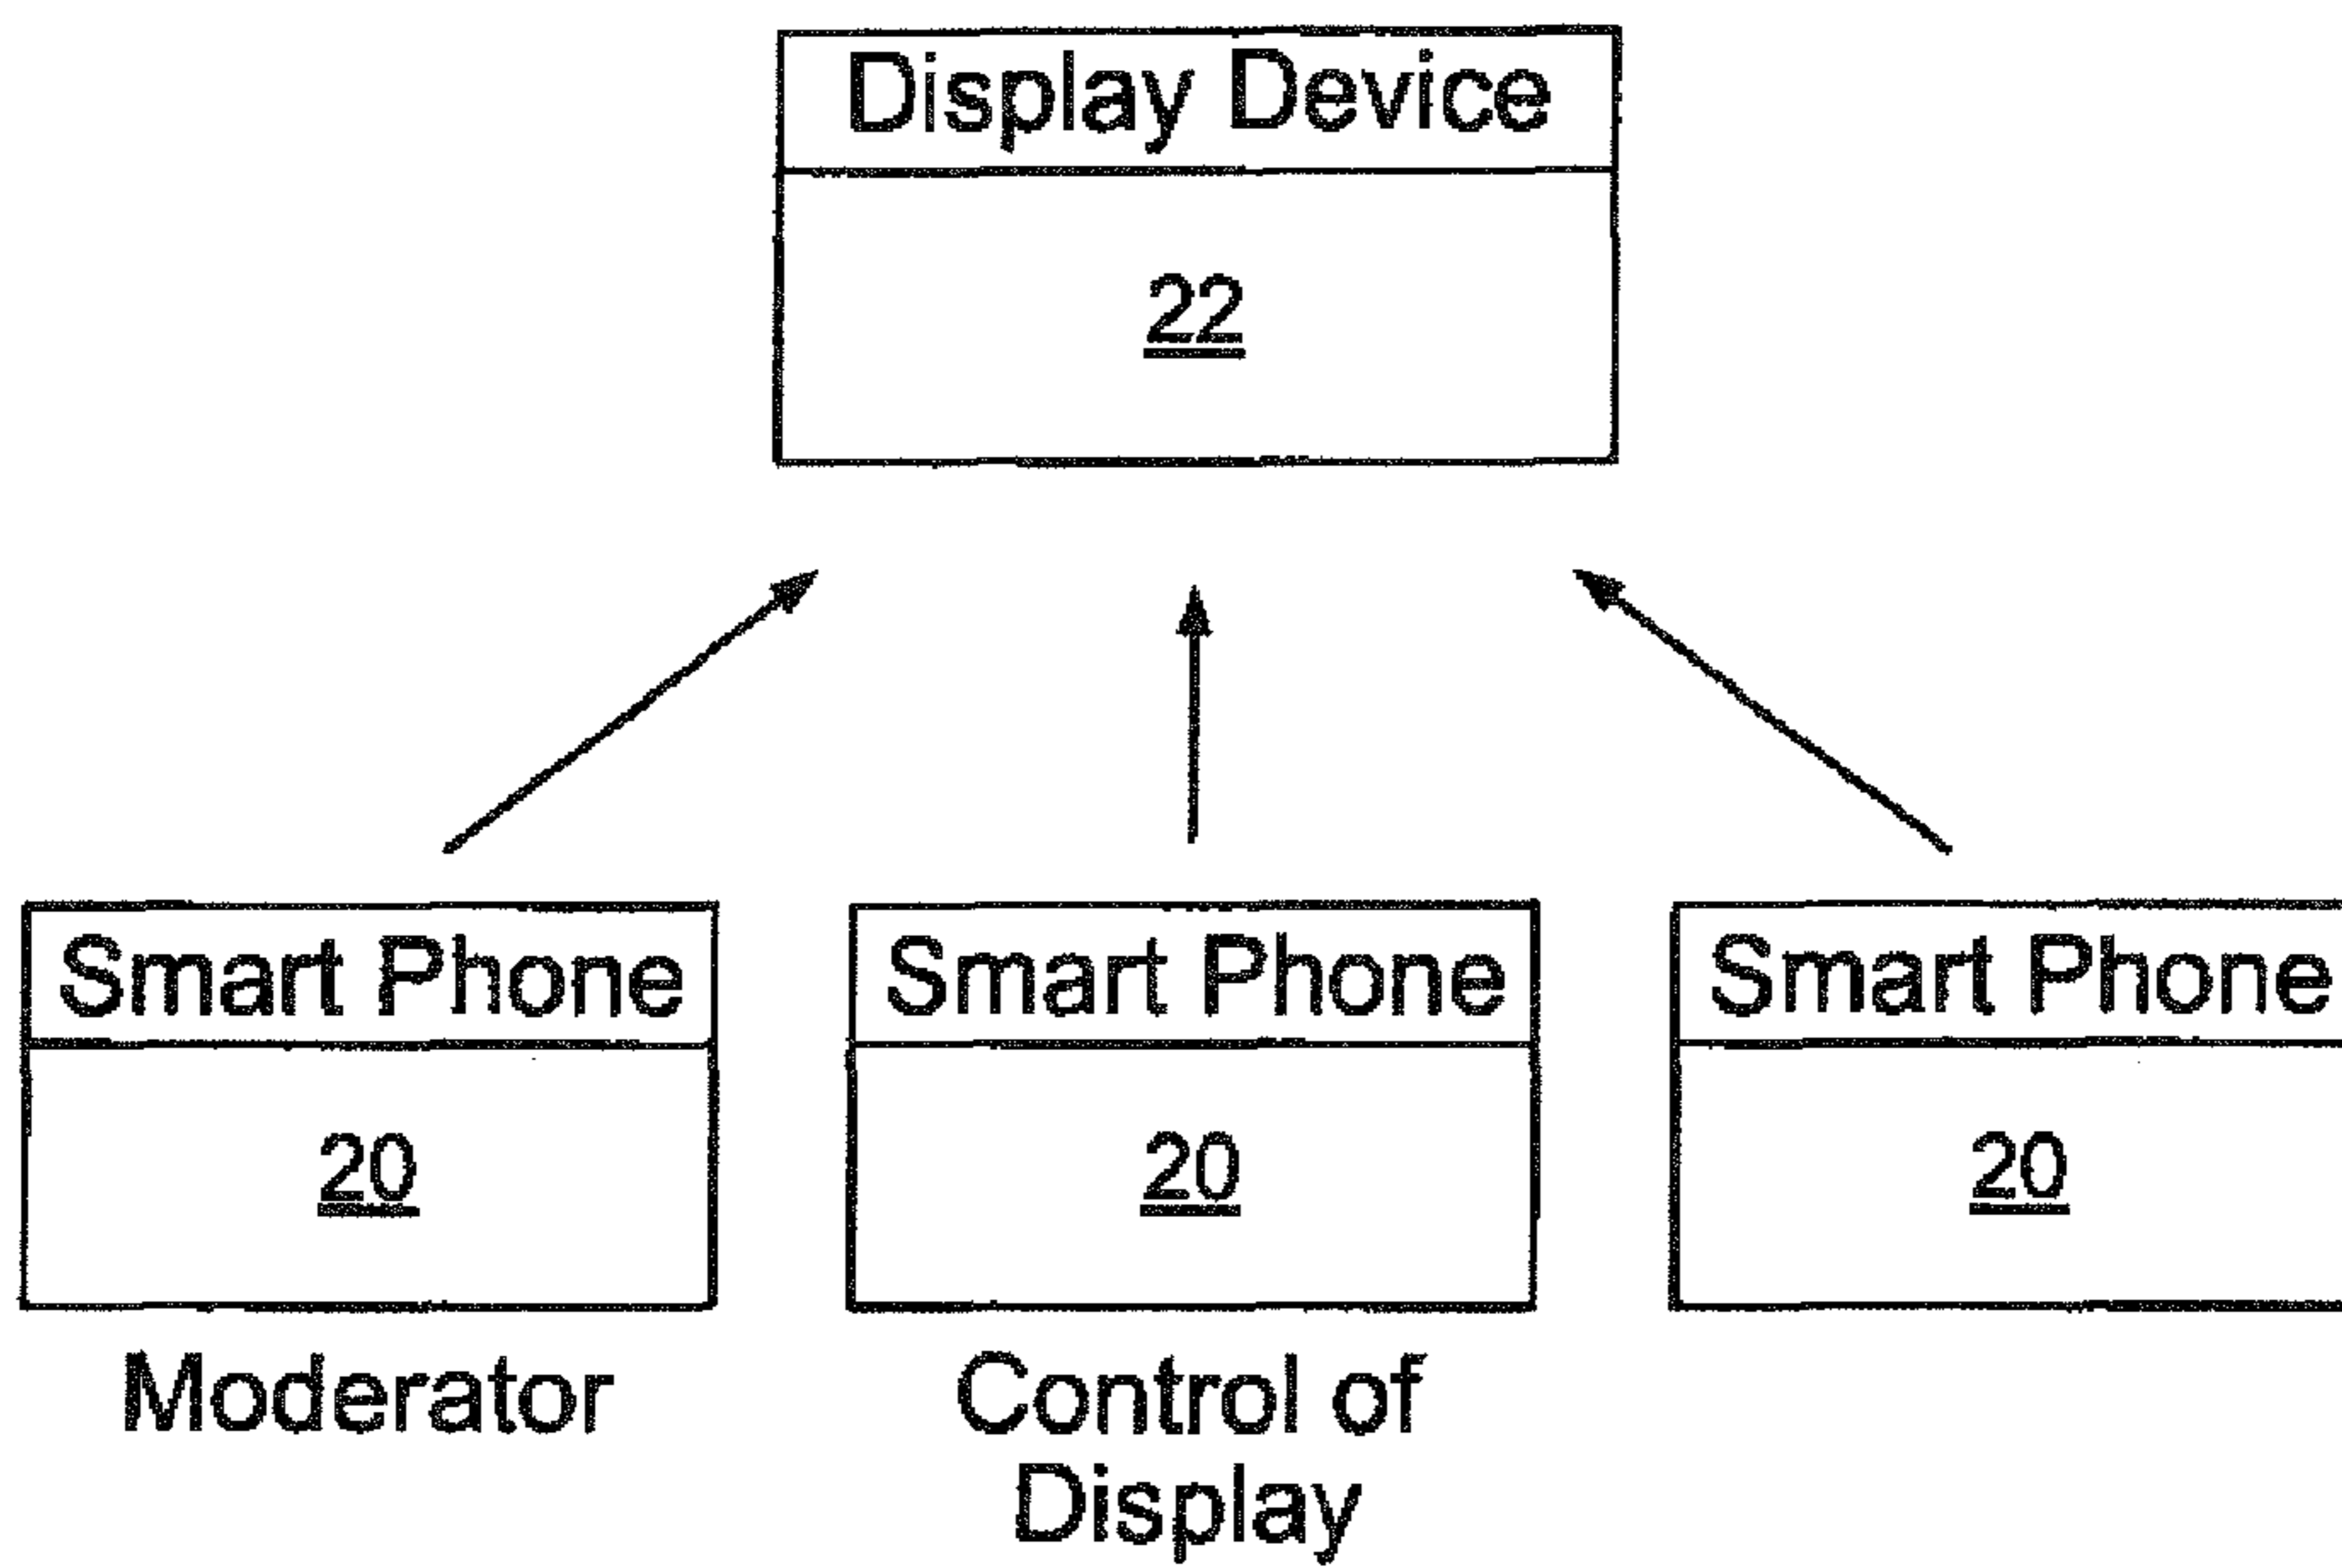 Display Device
22
Smart Phone
20
Moderator
Smart Phone
20
Control of
Display
Smart Phone
20